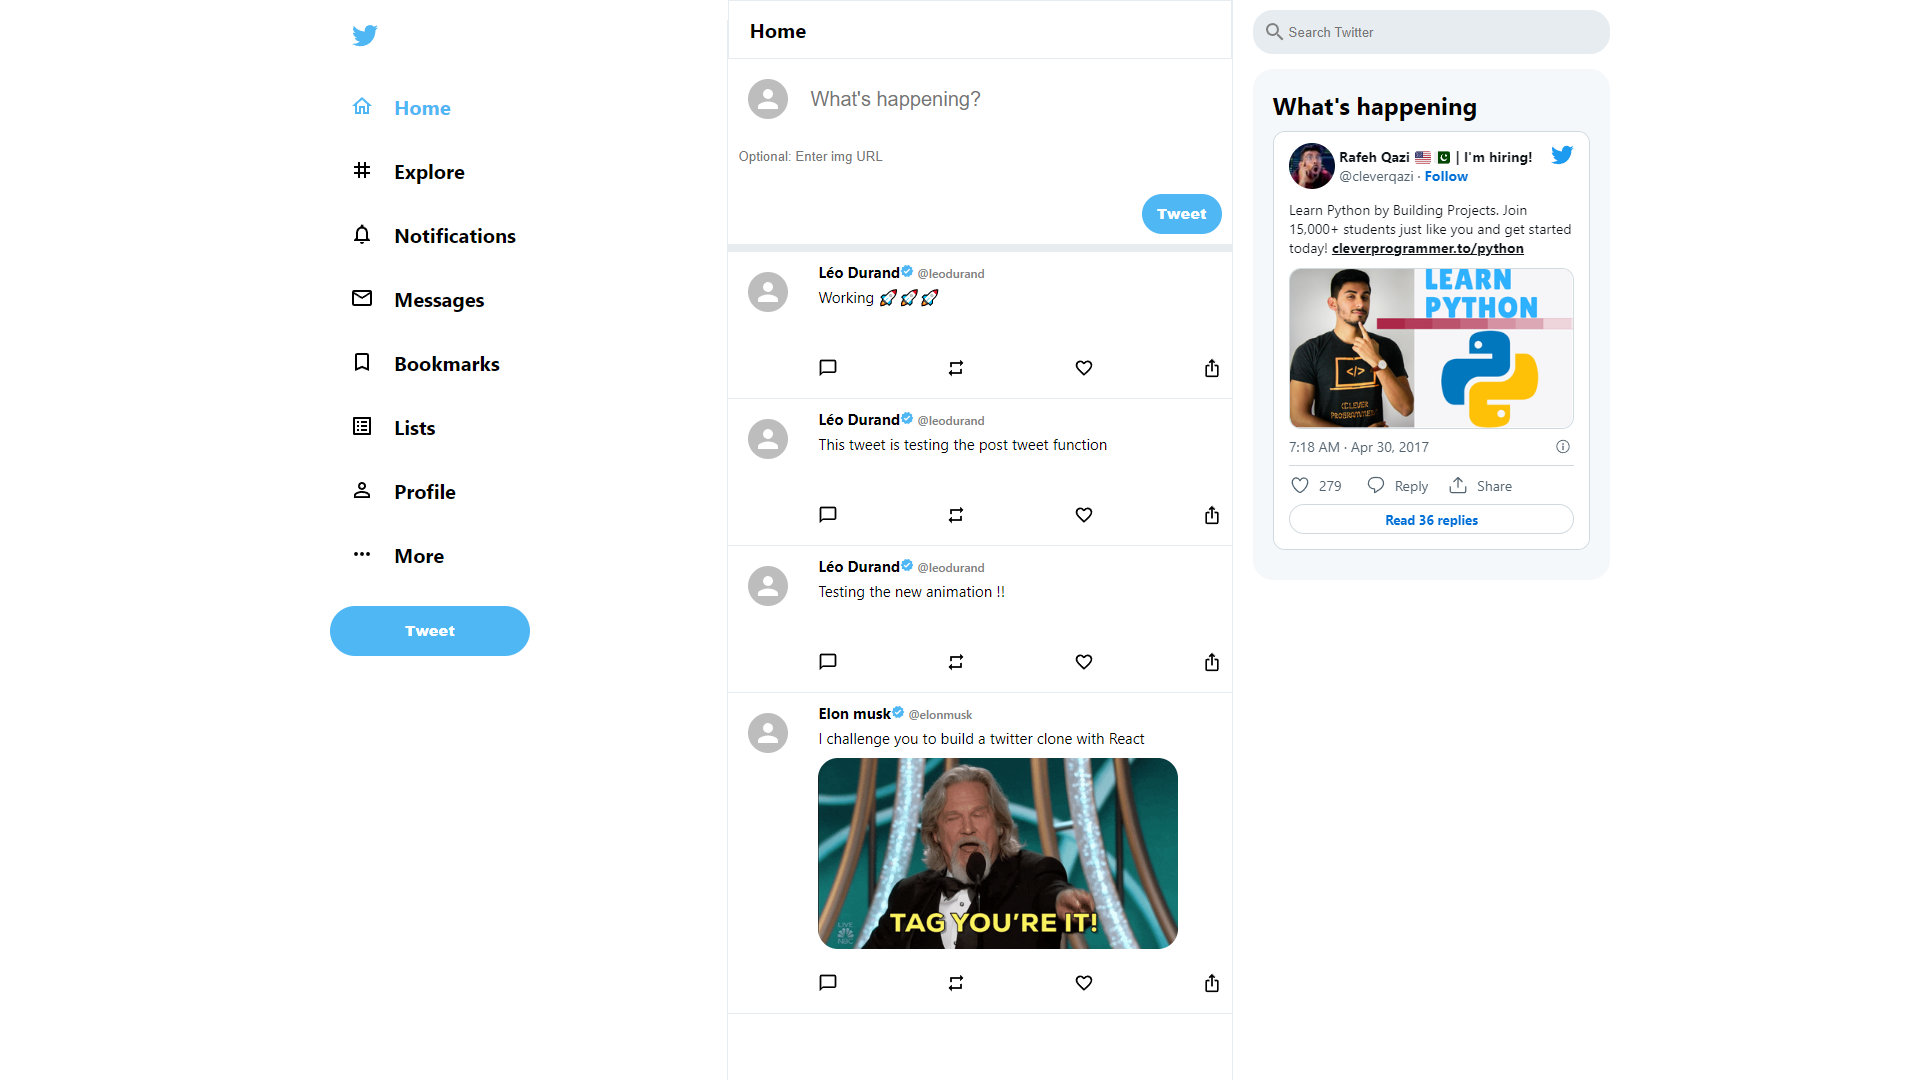 Home
Explore
Notifications
Messages
Bookmarks
Lists
Profile
More
Tweet
Home
What's happening?
Optional: Enter img URL
Tweet
Léo Durand @leodurand
Working 🚀🚀🚀
Léo Durand @leodurand
This tweet is testing the post tweet function
Léo Durand @leodurand
Testing the new animation !!
Elon musk @elonmusk
I challenge you to build a twitter clone with React
TAG YOU'RE IT!
LIVE
NBC
Search Twitter
What's happening
Rafeh Qazi 🇺🇸 🇵🇰 | I'm hiring!
@cleverqazi · Follow
Learn Python by Building Projects. Join
15,000+ students just like you and get started
today! cleverprogrammer.to/python
LEARN
PYTHON
</>
CLEVER
PROGRAMMER
7:18 AM · Apr 30, 2017
279 Reply Share
Read 36 replies